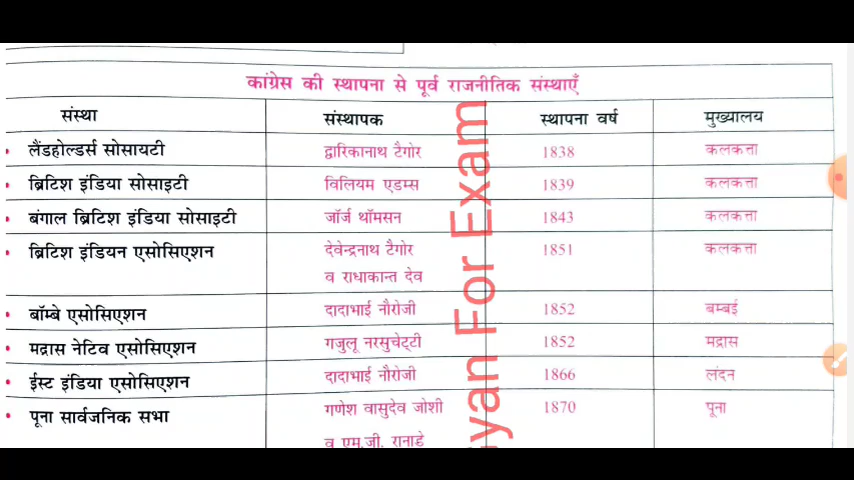 कांग्रेस की स्थापना से पूर्व राजनीतिक संस्थाएँ
संस्था संस्थापक स्थापना वर्ष मुख्यालय
• लैंडहोल्डर्स सोसायटी द्वारिकानाथ टैगोर 1838 कलकत्ता
• ब्रिटिश इंडिया सोसाइटी विलियम एडम्स 1839 कलकत्ता
• बंगाल ब्रिटिश इंडिया सोसाइटी जॉर्ज थॉमसन 1843 कलकत्ता
• ब्रिटिश इंडियन एसोसिएशन देवेन्द्रनाथ टैगोर 1851 कलकत्ता
व राधाकान्त देव
• बॉम्बे एसोसिएशन दादाभाई नौरोजी 1852 बम्बई
• मद्रास नेटिव एसोसिएशन गजुलू नरसुचेट्टी 1852 मद्रास
• ईस्ट इंडिया एसोसिएशन दादाभाई नौरोजी 1866 लंदन
• पूना सार्वजनिक सभा गणेश वासुदेव जोशी 1870 पूना
व एम.जी. रानाडे
yan For Exam